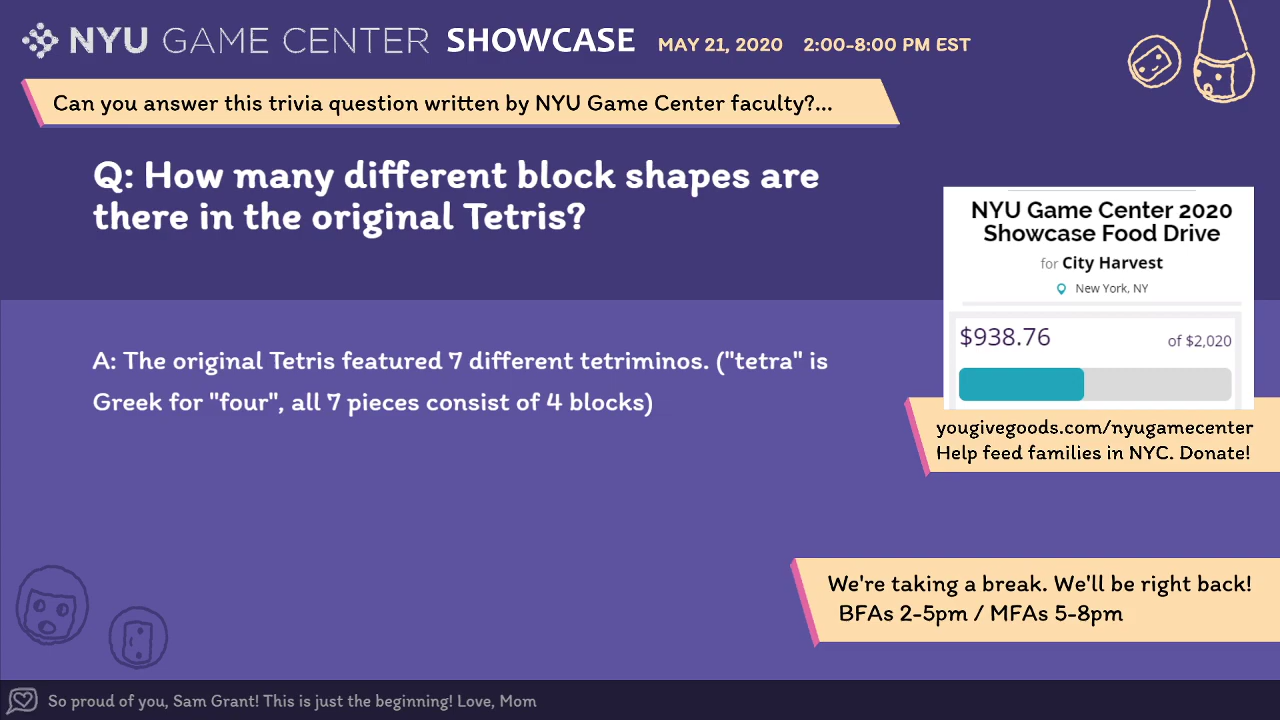 NYU GAME CENTER SHOWCASE MAY 21, 2020 2:00-8:00 PM EST
Can you answer this trivia question written by NYU Game Center faculty?...
Q: How many different block shapes are
there in the original Tetris?
A: The original Tetris featured 7 different tetriminos. ("tetra" is
Greek for "four", all 7 pieces consist of 4 blocks)
NYU Game Center 2020
Showcase Food Drive
for City Harvest
New York, NY
$938.76 of $2,020
yougivegoods.com/nyugamecenter
Help feed families in NYC. Donate!
We're taking a break. We'll be right back!
BFAs 2-5pm / MFAs 5-8pm
So proud of you, Sam Grant! This is just the beginning! Love, Mom